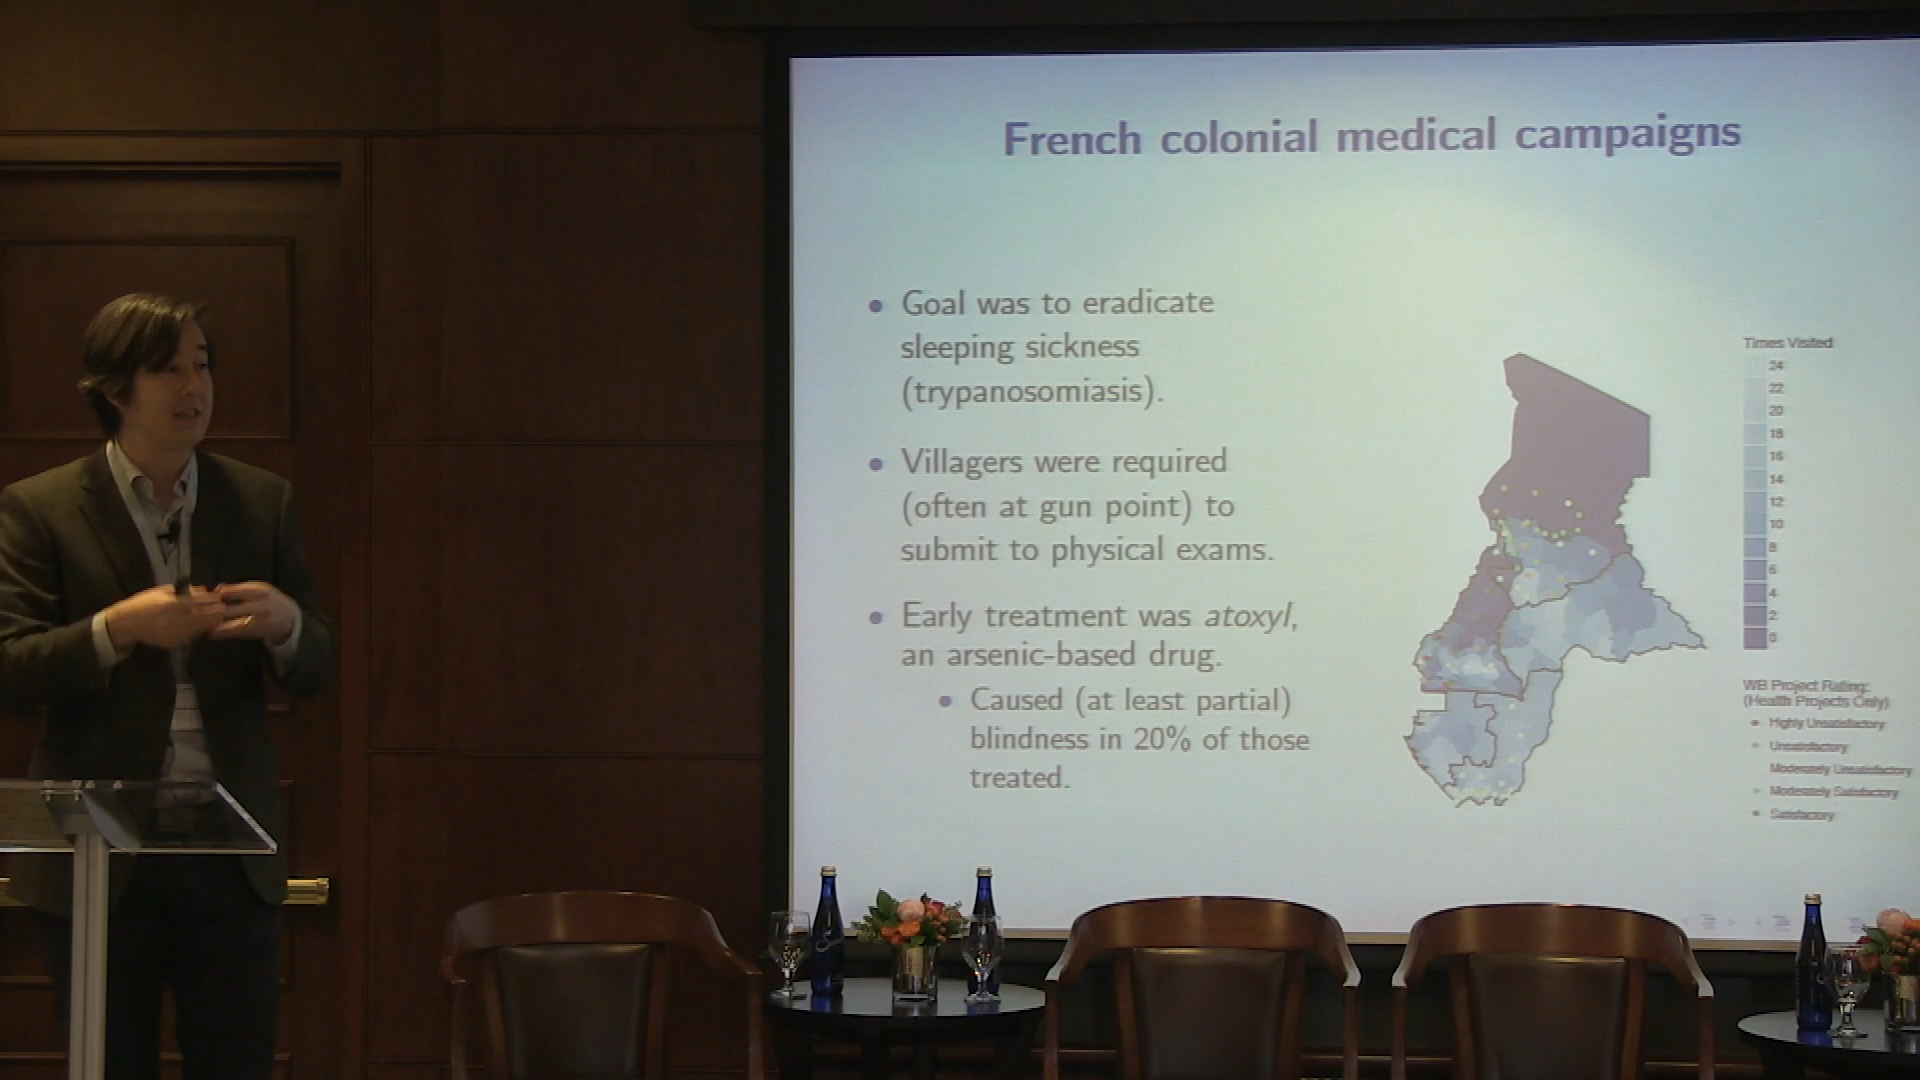 French colonial medical campaigns
• Goal was to eradicate
sleeping sickness
(trypanosomiasis).
• Villagers were required
(often at gun point) to
submit to physical exams.
• Early treatment was atoxyl,
an arsenic-based drug.
• Caused (at least partial)
blindness in 20% of those
treated.
Times Visited
24
22
20
18
16
14
12
10
8
6
4
2
0
WB Project Rating:
(Health Projects Only)
Highly Unsatisfactory
Unsatisfactory
Moderately Unsatisfactory
Moderately Satisfactory
Satisfactory